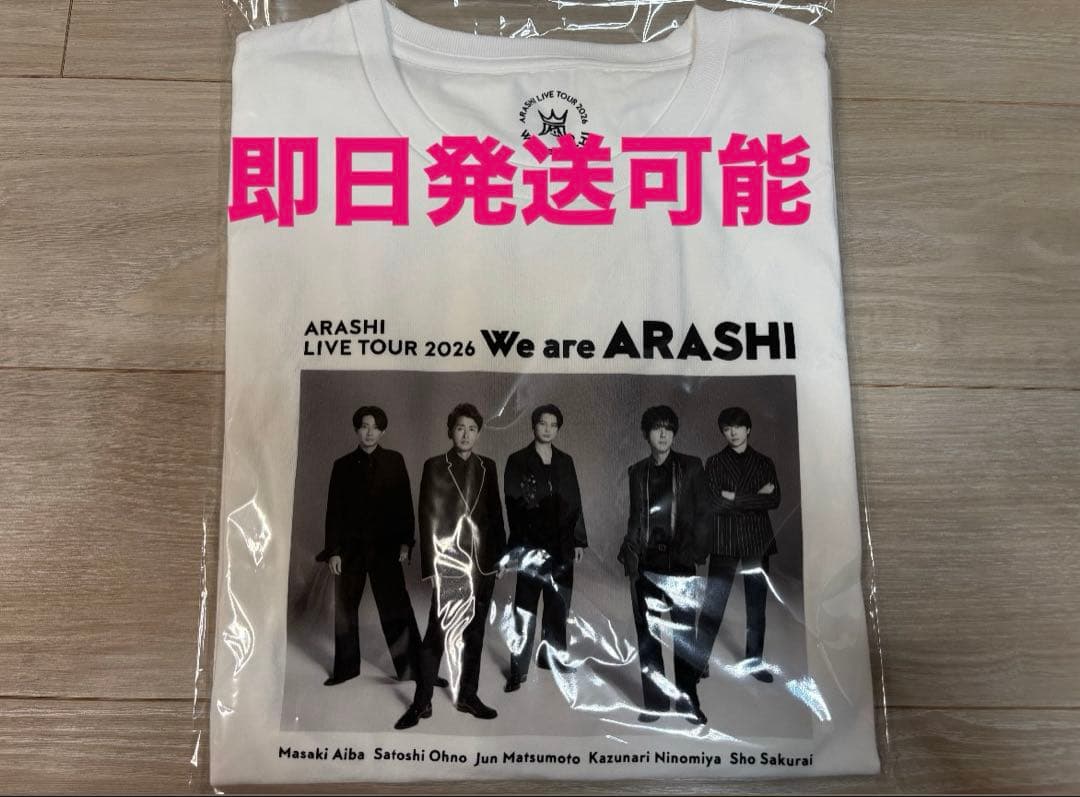 ARASHI LIVE TOUR 2026
即日発送可能
ARASHI
LIVE TOUR 2026 We are ARASHI
Masaki Aiba Satoshi Ohno Jun Matsumoto Kazunari Ninomiya Sho Sakurai